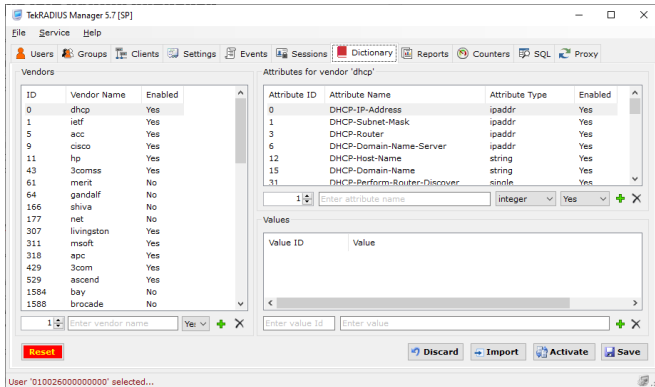 TekRADIUS Manager 5.7 [SP]
File Service Help
Users Groups Clients Settings Events Sessions Dictionary Reports Counters SQL Proxy
Vendors
ID Vendor Name Enabled
0 dhcp Yes
1 ietf Yes
5 acc Yes
9 cisco Yes
11 hp Yes
43 3comss Yes
61 merit No
64 gandalf No
166 shiva No
177 net No
307 livingston Yes
311 msoft Yes
318 apc Yes
429 3com Yes
529 ascend Yes
1584 bay No
1588 brocade No
1 Enter vendor name Yes
Attributes for vendor 'dhcp'
Attribute ID Attribute Name Attribute Type Enabled
0 DHCP-IP-Address ipaddr Yes
1 DHCP-Subnet-Mask ipaddr Yes
3 DHCP-Router ipaddr Yes
6 DHCP-Domain-Name-Server ipaddr Yes
12 DHCP-Host-Name string Yes
15 DHCP-Domain-Name string Yes
31 DHCP-Perform-Router-Discover single Yes
1 Enter attribute name integer Yes
Values
Value ID Value
Enter value Id Enter value
Reset Discard Import Activate Save
User '010026000000000' selected...